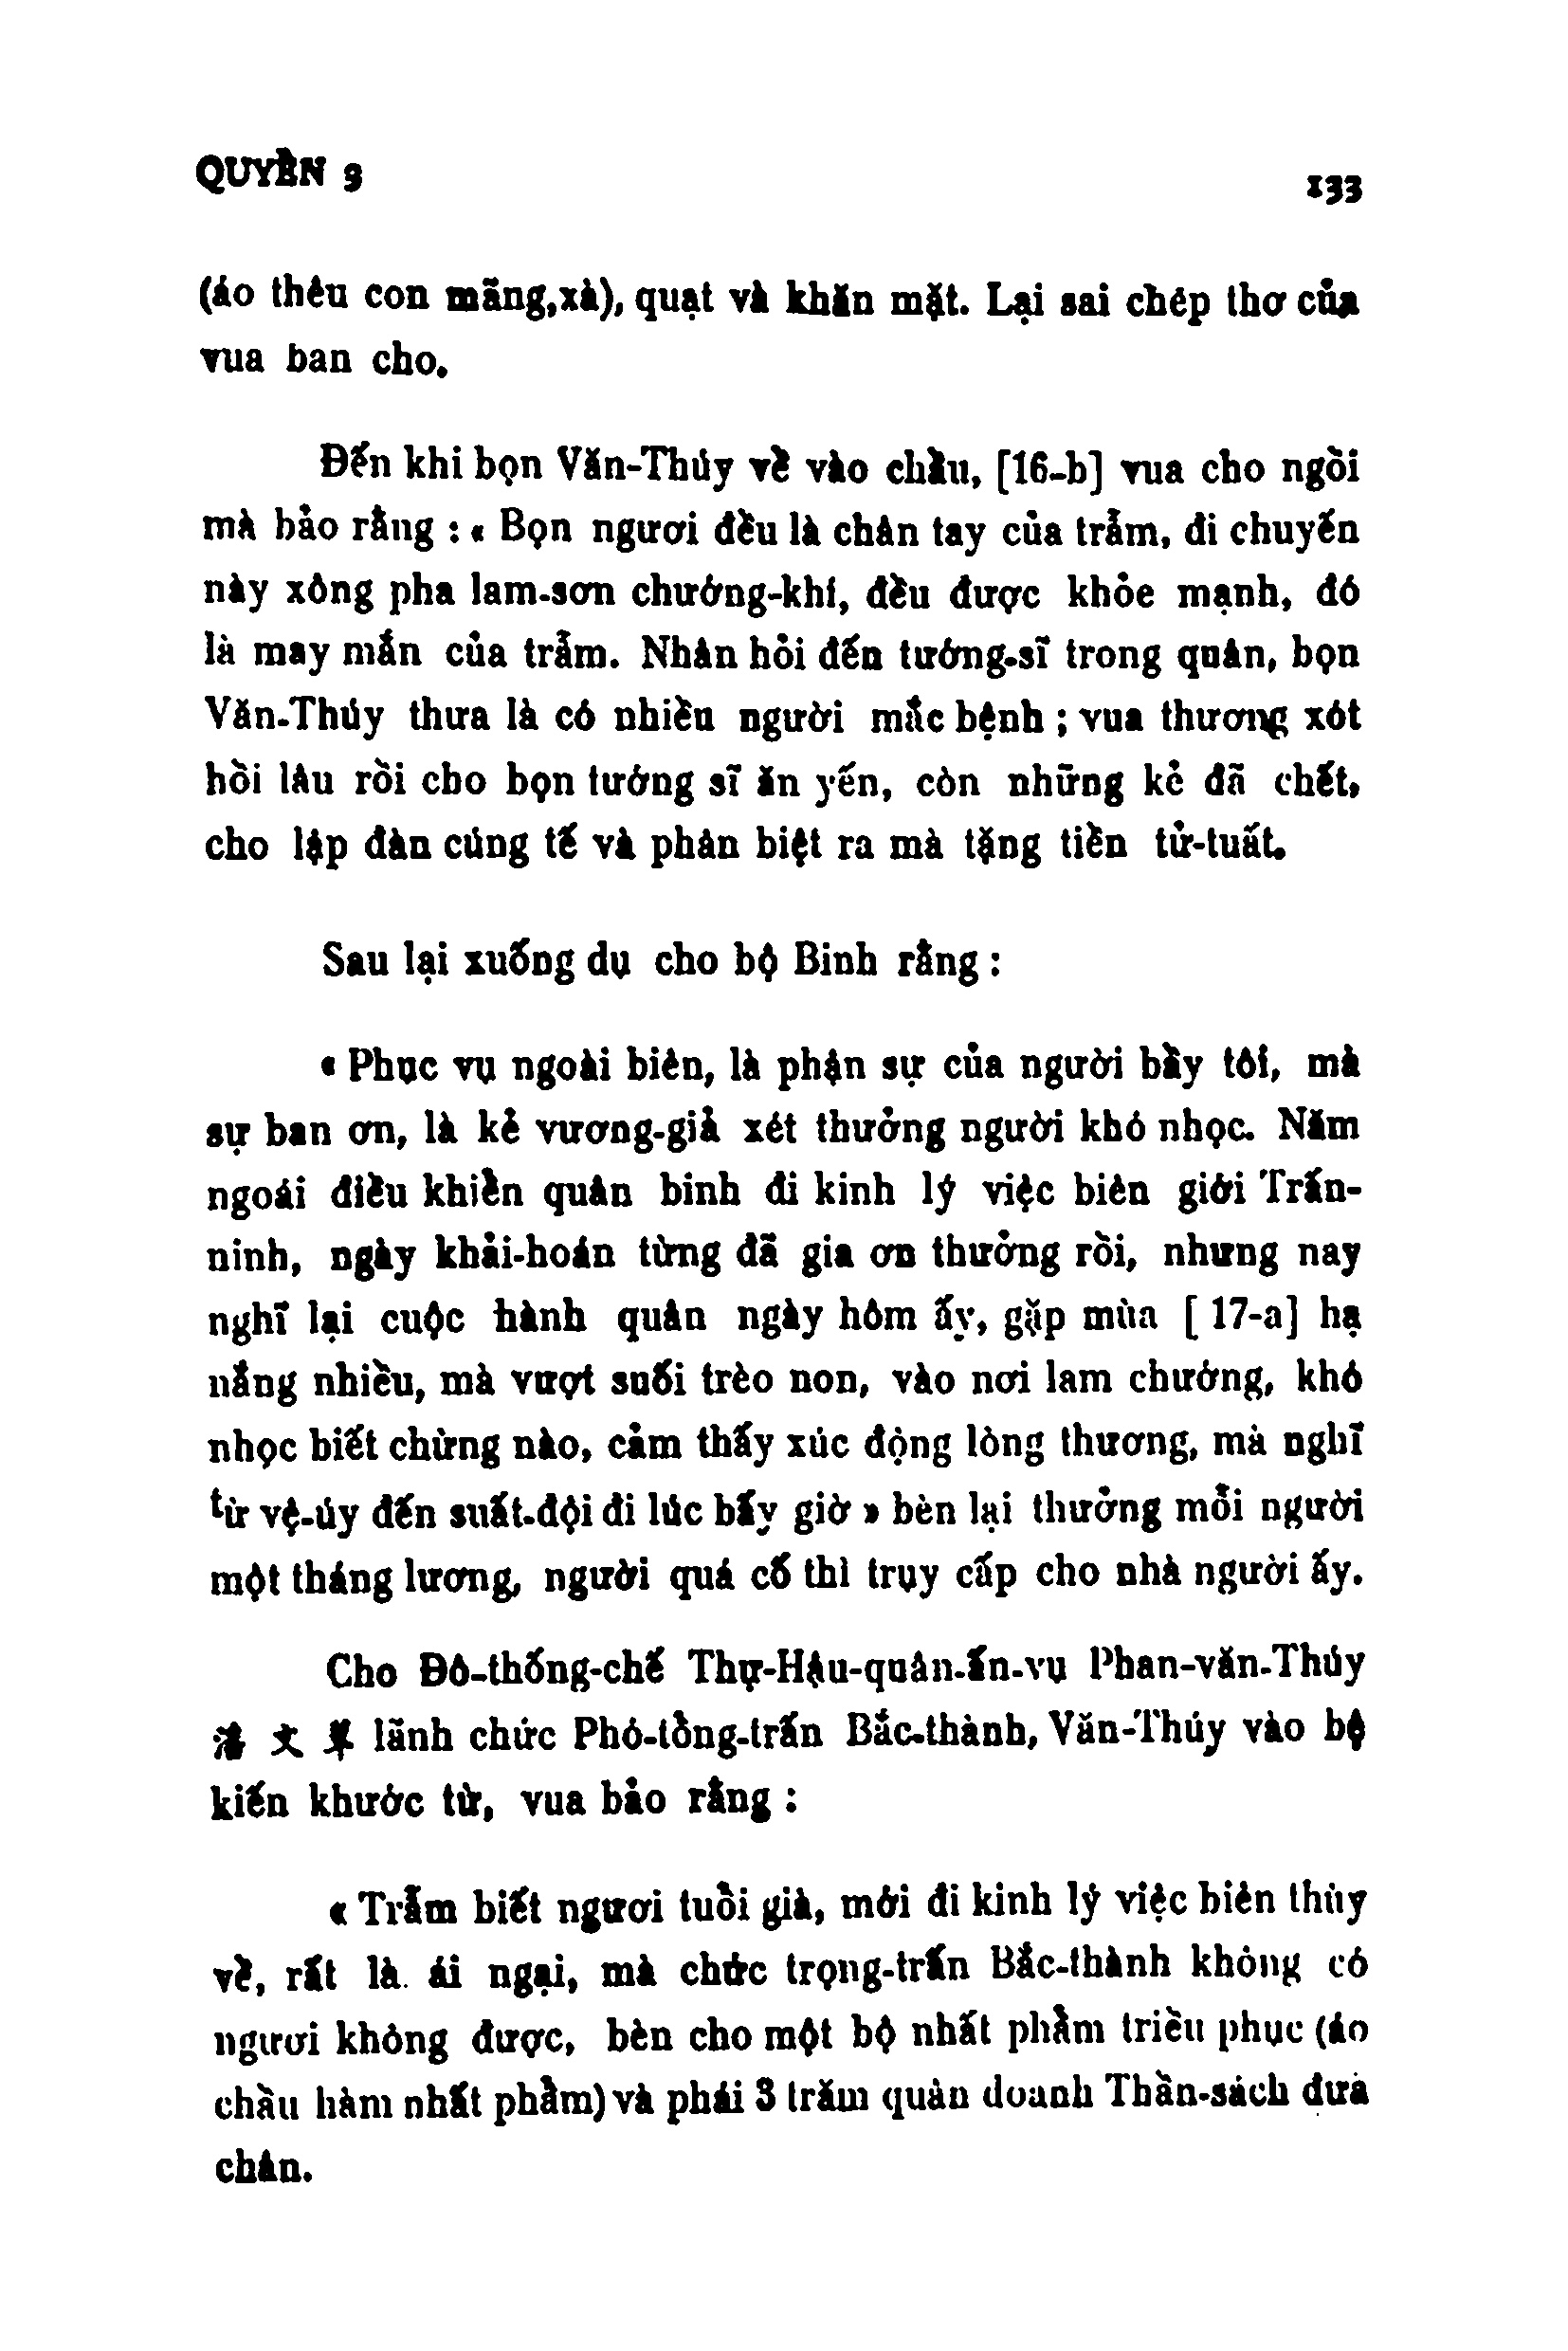 QUYỂN 9
133
(áo thêu con mãng,xà), quạt và khăn mặt. Lại sai chép thơ của
vua ban cho.
Đến khi bọn Văn-Thúy về vào chầu, [16-b] vua cho ngồi
mà bảo rằng : « Bọn ngươi đều là chân tay của trẫm, đi chuyến
này xông pha lam-sơn chướng-khí, đều được khỏe mạnh, đó
là may mắn của trẫm. Nhân hỏi đến tướng-sĩ trong quân, bọn
Văn-Thúy thưa là có nhiều người mắc bệnh ; vua thương xót
hồi lâu rồi cho bọn tướng sĩ ăn yến, còn những kẻ đã chết,
cho lập đàn cúng tế và phân biệt ra mà tặng tiền tử-tuất.
Sau lại xuống dụ cho bộ Binh rằng :
« Phục vụ ngoài biên, là phận sự của người bầy tôi, mà
sự ban ơn, là kẻ vương-giả xét thưởng người khó nhọc. Năm
ngoái điều khiển quân binh đi kinh lý việc biên giới Trấn-
ninh, ngày khải-hoán từng đã gia ơn thưởng rồi, nhưng nay
nghĩ lại cuộc hành quân ngày hôm ấy, gặp mùa [ 17-a] hạ
nắng nhiều, mà vượt suối trèo non, vào nơi lam chướng, khó
nhọc biết chừng nào, cảm thấy xúc động lòng thương, mà nghĩ
từ vệ-úy đến suất-đội đi lúc bấy giờ » bèn lại thưởng mỗi người
một tháng lương, người quá cố thì truy cấp cho nhà người ấy.
Cho Đô-thống-chế Thự-Hậu-quân-ấn-vụ Phan-văn-Thúy
文 lãnh chức Phó-tổng-trấn Bắc-thành, Văn-Thúy vào bệ
kiến khước từ, vua bảo rằng :
« Trẫm biết ngươi tuổi già, mới đi kinh lý việc biên thùy
về, rất là. ái ngại, mà chức trọng-trấn Bắc-thành không có
ngươi không được, bèn cho một bộ nhất phẩm triều phục (áo
chầu hàm nhất phẩm) và phái 3 trăm quân doanh Thần-sách đưa
chân.